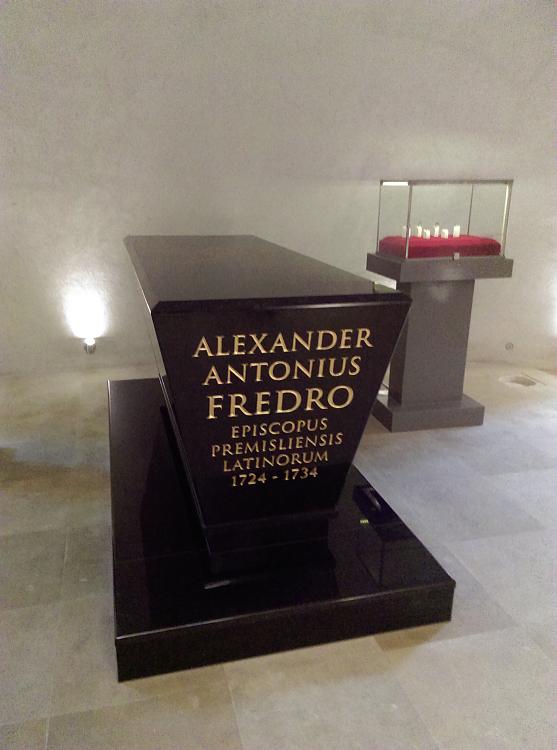 ALEXANDER
ANTONIUS
FREDRO
EPISCOPUS
PREMISLIENSIS
LATINORUM
1724 - 1734